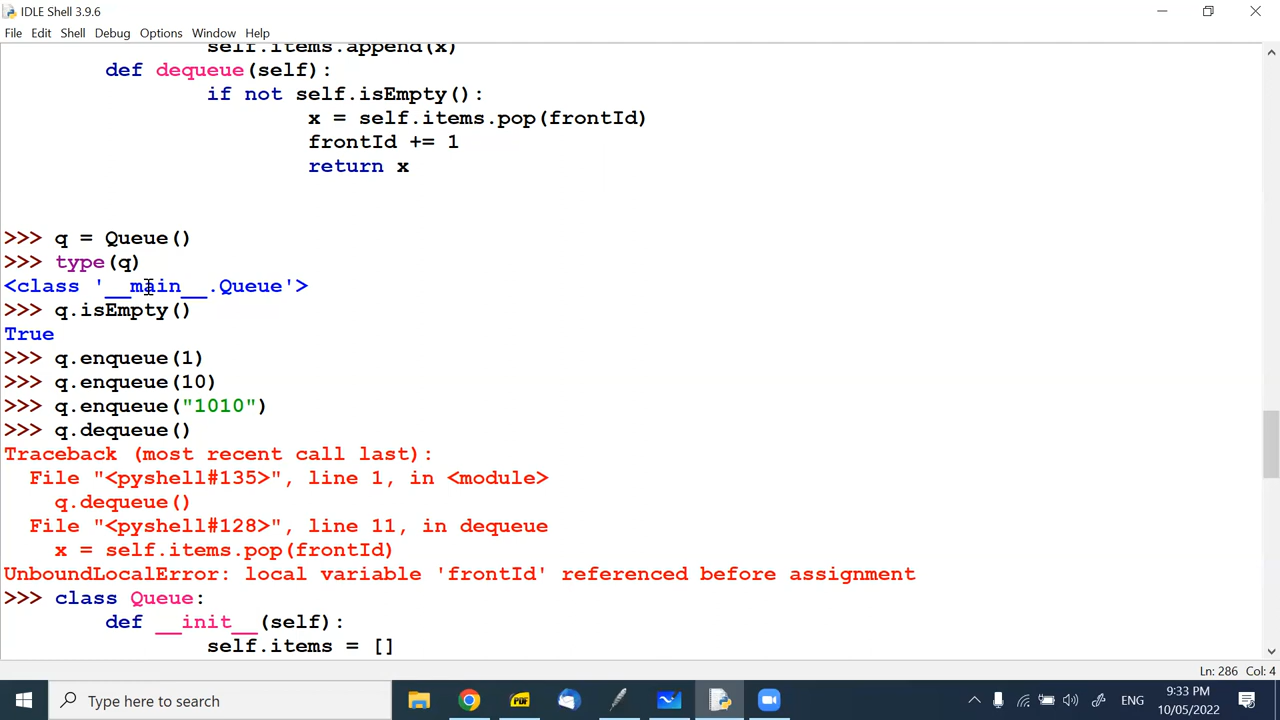 IDLE Shell 3.9.6
File Edit Shell Debug Options Window Help
self.items.append(x)
def dequeue(self):
if not self.isEmpty():
x = self.items.pop(frontId)
frontId += 1
return x
>>> q = Queue()
>>> type(q)
<class '__main__.Queue'>
>>> q.isEmpty()
True
>>> q.enqueue(1)
>>> q.enqueue(10)
>>> q.enqueue("1010")
>>> q.dequeue()
Traceback (most recent call last):
File "<pyshell#135>", line 1, in <module>
q.dequeue()
File "<pyshell#128>", line 11, in dequeue
x = self.items.pop(frontId)
UnboundLocalError: local variable 'frontId' referenced before assignment
>>> class Queue:
def __init__(self):
self.items = []
Ln: 286 Col: 4
Type here to search
PDF
ENG
9:33 PM
10/05/2022